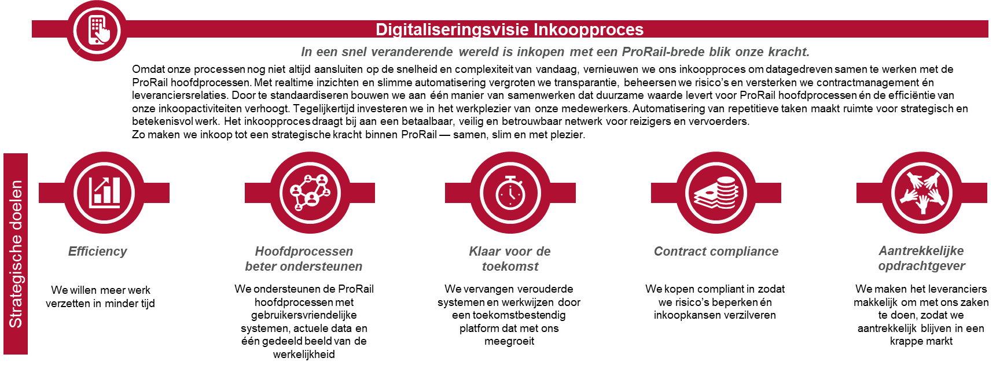 Digitaliseringsvisie Inkoopproces
In een snel veranderende wereld is inkopen met een ProRail-brede blik onze kracht.
Omdat onze processen nog niet altijd aansluiten op de snelheid en complexiteit van vandaag, vernieuwen we ons inkoopproces om datagedreven samen te werken met de
ProRail hoofdprocessen. Met realtime inzichten en slimme automatisering vergroten we transparantie, beheersen we risico's en versterken we contractmanagement én
leveranciersrelaties. Door te standaardiseren bouwen we aan één manier van samenwerken dat duurzame waarde levert voor ProRail hoofdprocessen én de efficiëntie van
onze inkoopactiviteiten verhoogt. Tegelijkertijd investeren we in het werkplezier van onze medewerkers. Automatisering van repetitieve taken maakt ruimte voor strategisch en
betekenisvol werk. Het inkoopproces draagt bij aan een betaalbaar, veilig en betrouwbaar netwerk voor reizigers en vervoerders.
Zo maken we inkoop tot een strategische kracht binnen ProRail — samen, slim en met plezier.
Strategische doelen
Efficiency
We willen meer werk
verzetten in minder tijd
Hoofdprocessen
beter ondersteunen
We ondersteunen de ProRail
hoofdprocessen met
gebruikersvriendelijke
systemen, actuele data en
één gedeeld beeld van de
werkelijkheid
Klaar voor de
toekomst
We vervangen verouderde
systemen en werkwijzen door
een toekomstbestendig
platform dat met ons
meegroeit
Contract compliance
We kopen compliant in zodat
we risico's beperken én
inkoopkansen verzilveren
Aantrekkelijke
opdrachtgever
We maken het leveranciers
makkelijk om met ons zaken
te doen, zodat we
aantrekkelijk blijven in een
krappe markt